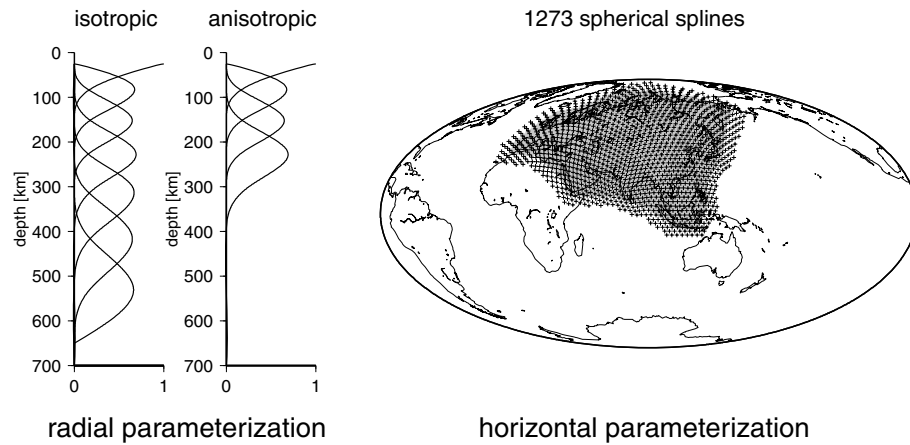 isotropic
anisotropic
1273 spherical splines
0
100
200
300
400
500
600
700
depth [km]
0 1
0
100
200
300
400
500
600
700
depth [km]
0 1
radial parameterization
horizontal parameterization